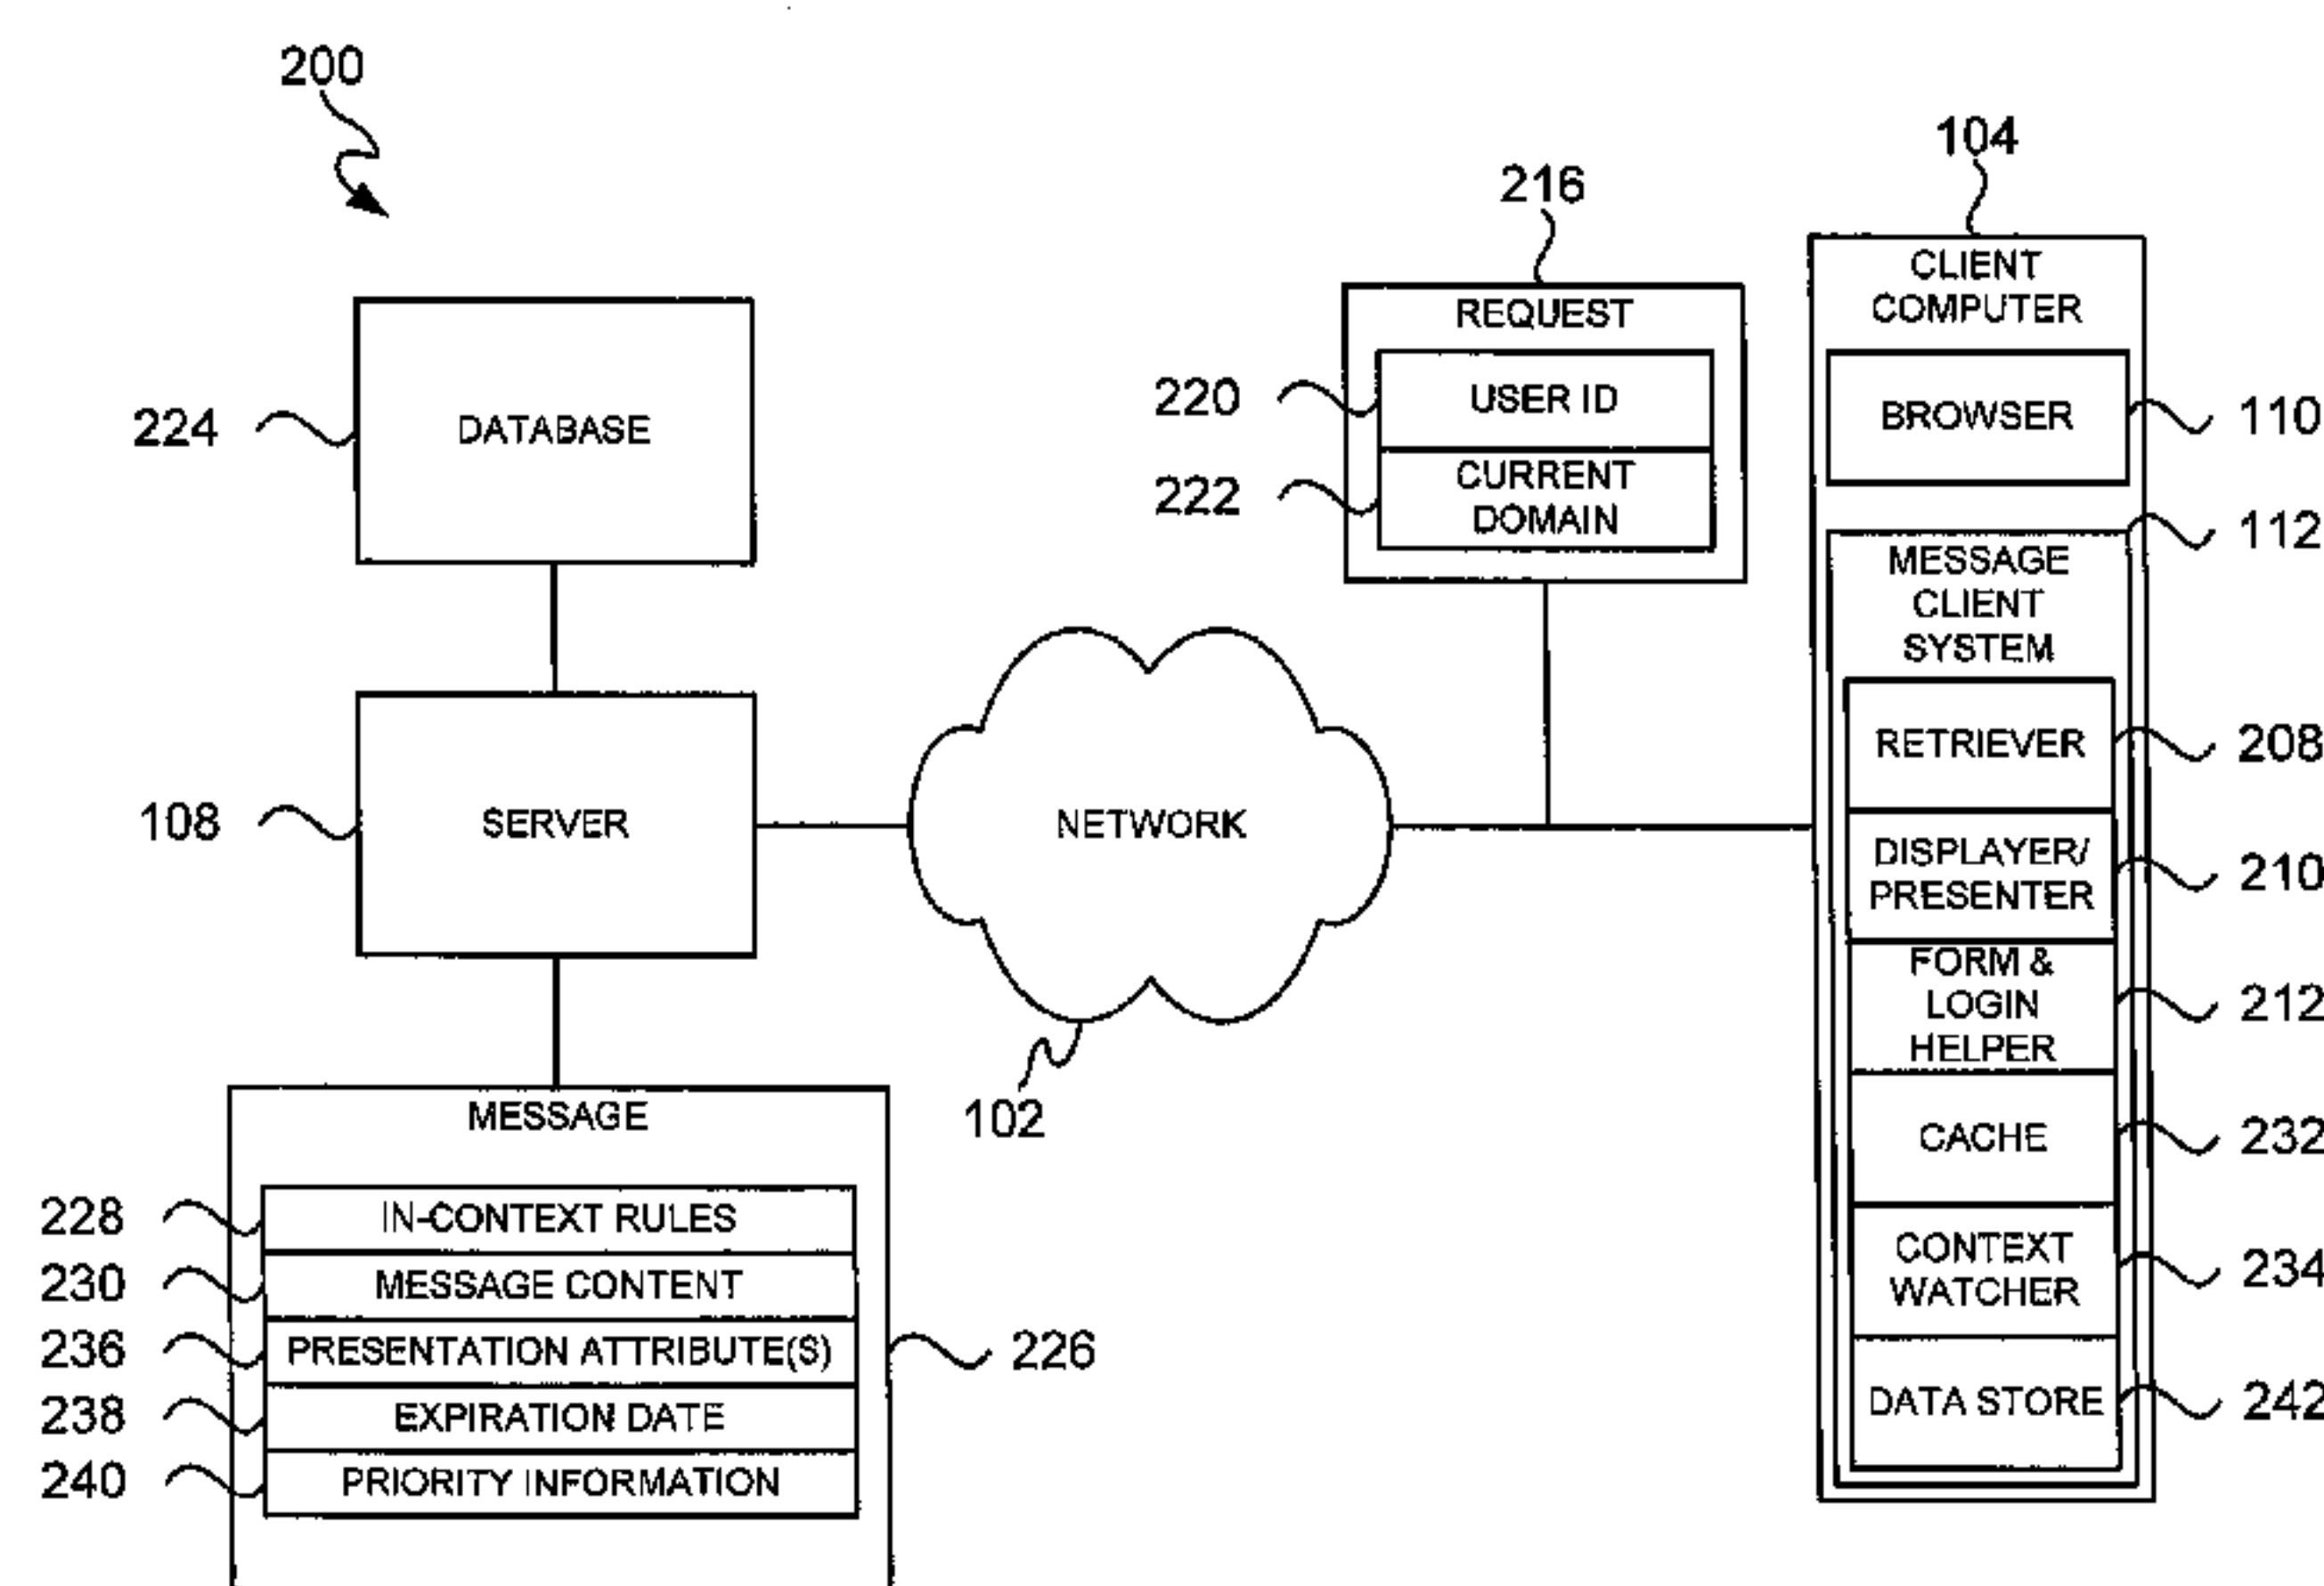 200
104
216
CLIENT
COMPUTER
REQUEST
220
USER ID
BROWSER
110
224
DATABASE
222
CURRENT
DOMAIN
112
MESSAGE
CLIENT
SYSTEM
RETRIEVER
208
108
SERVER
NETWORK
DISPLAYER/
PRESENTER
210
FORM &
LOGIN
HELPER
212
102
MESSAGE
CACHE
232
228
IN-CONTEXT RULES
CONTEXT
WATCHER
234
230
MESSAGE CONTENT
236
PRESENTATION ATTRIBUTE(S)
226
238
EXPIRATION DATE
DATA STORE
242
240
PRIORITY INFORMATION